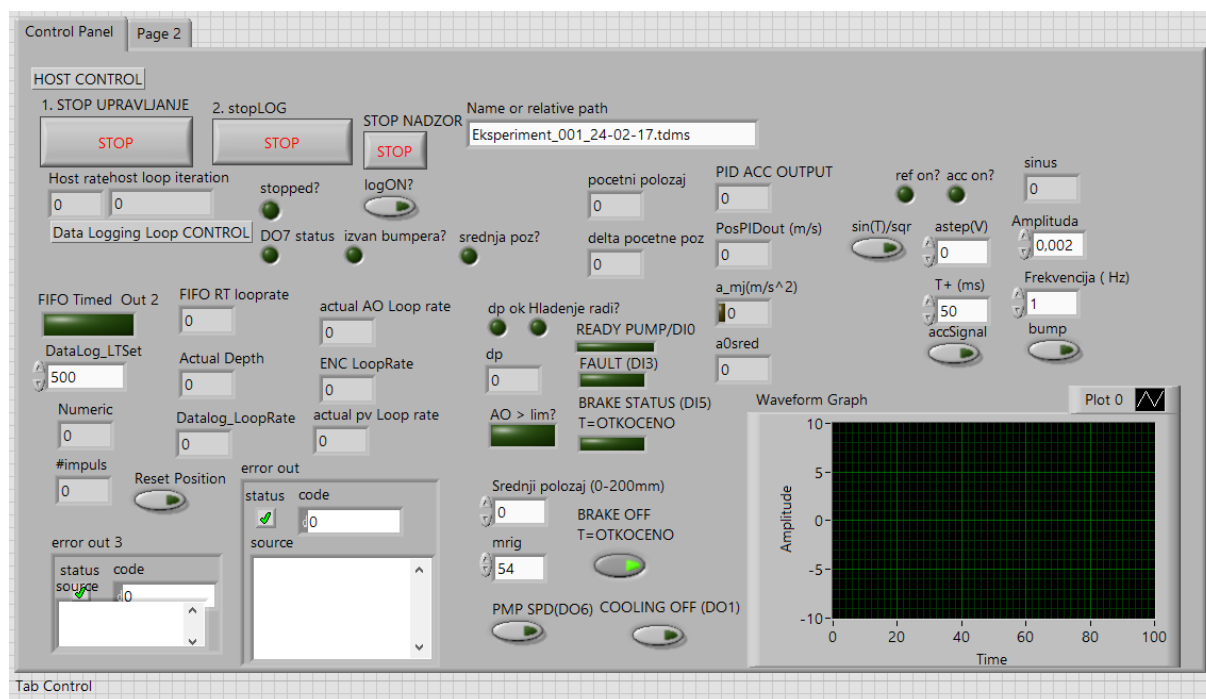 Control Panel
Page 2
HOST CONTROL
1. STOP UPRAVLJANJE
STOP
2. stopLOG
STOP
STOP NADZOR
STOP
Name or relative path
Eksperiment_001_24-02-17.tdms
Host rate
0
host loop iteration
0
stopped?
logON?
Data Logging Loop CONTROL
DO7 status
izvan bumpera?
srednja poz?
pocetni polozaj
0
delta pocetne poz
0
PID ACC OUTPUT
0
PosPIDout (m/s)
0
a_mj(m/s^2)
0
a0sred
0
ref on?
acc on?
sinus
0
sin(T)/sqr
astep(V)
0
Amplituda
0,002
T+ (ms)
50
Frekvencija ( Hz)
1
accSignal
bump
FIFO Timed Out 2
FIFO RT looprate
0
actual AO Loop rate
0
DataLog_LTSet
500
Actual Depth
0
ENC LoopRate
0
Numeric
0
Datalog_LoopRate
0
actual pv Loop rate
0
#impuls
0
Reset Position
dp ok
Hladenje radi?
READY PUMP/DI0
dp
0
FAULT (DI3)
AO > lim?
BRAKE STATUS (DI5)
T=OTKOCENO
error out
status
code
d0
source
error out 3
status
code
d0
source
Srednji polozaj (0-200mm)
0
mrig
54
BRAKE OFF
T=OTKOCENO
PMP SPD(DO6)
COOLING OFF (DO1)
Waveform Graph
Plot 0
Amplitude
10
5
0
-5
-10
0
20
40
60
80
100
Time
Tab Control